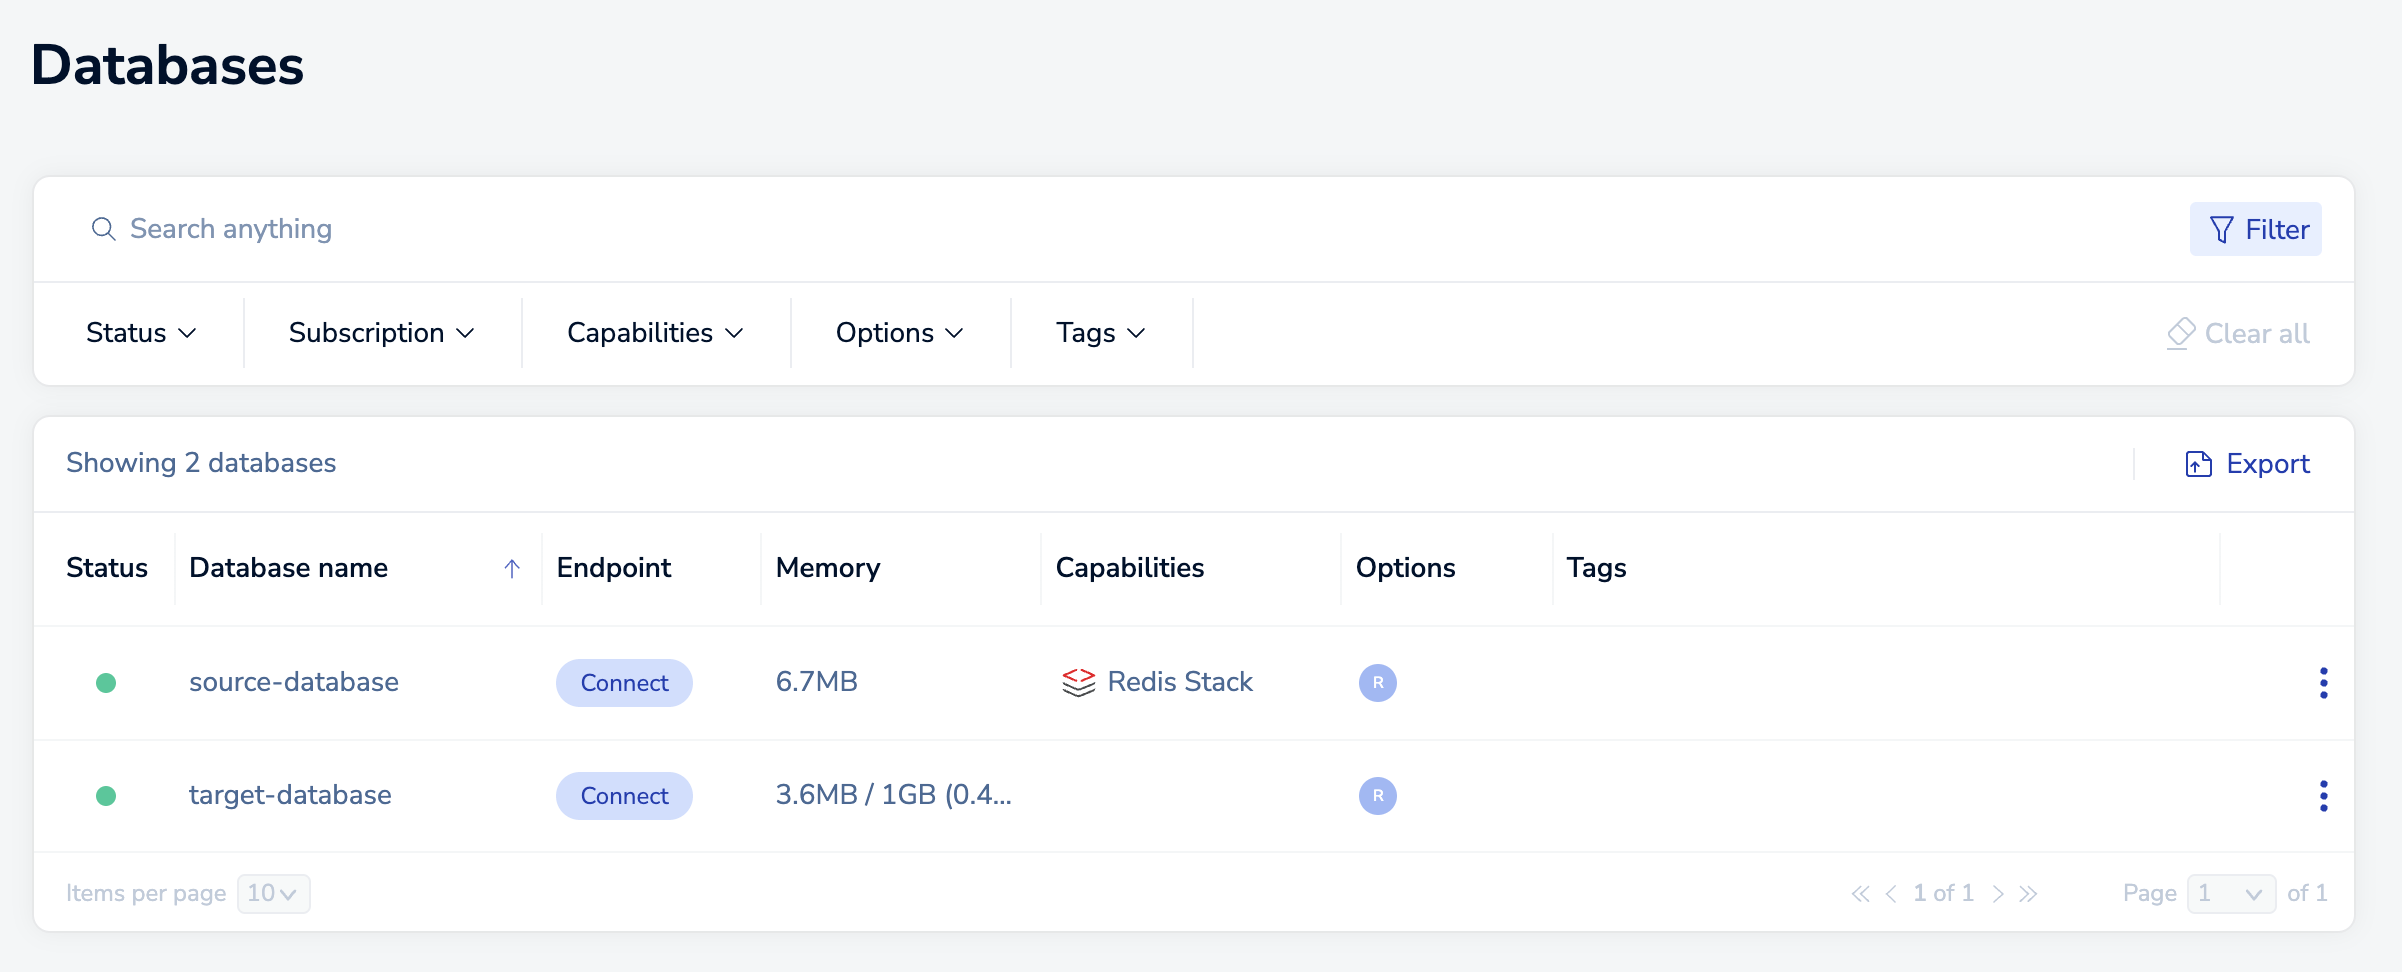 Databases
Search anything
Filter
Status Subscription Capabilities Options Tags Clear all
Showing 2 databases Export
Status Database name Endpoint Memory Capabilities Options Tags
source-database Connect 6.7MB Redis Stack R
target-database Connect 3.6MB / 1GB (0.4... R
Items per page 10 1 of 1 Page 1 of 1